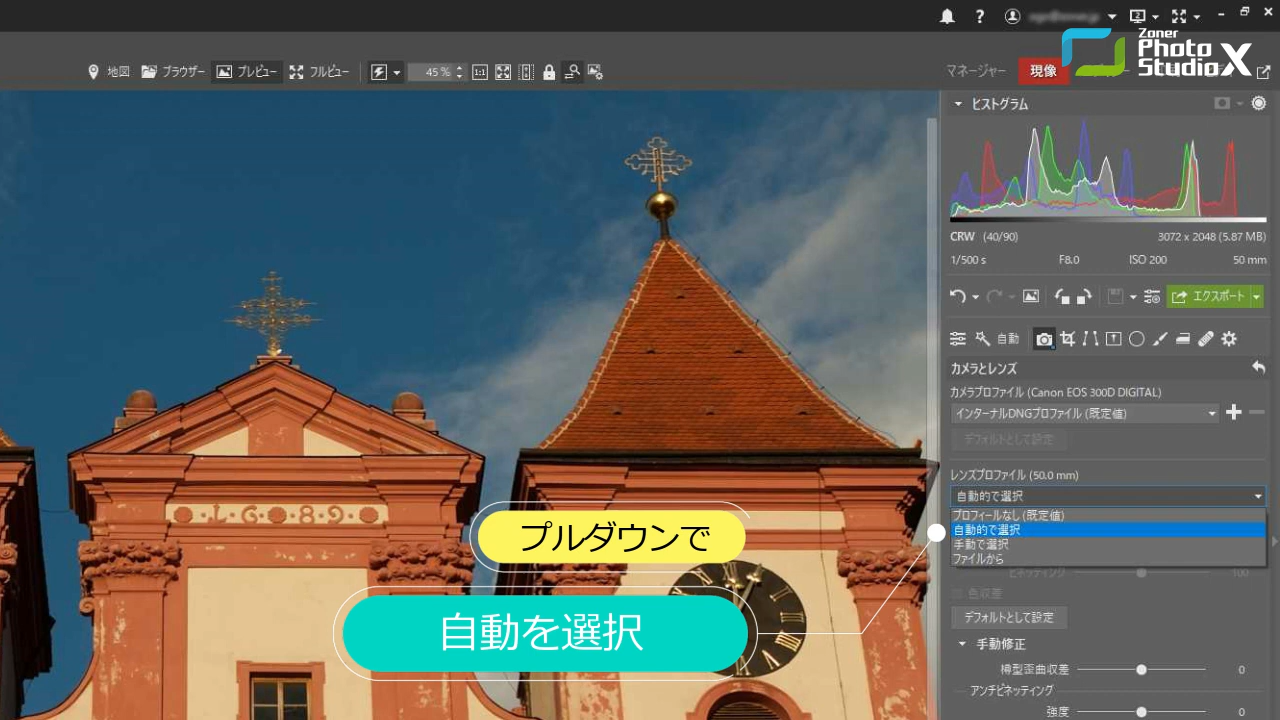 ?
2
Zoner
Photo
Studio X
地図 ブラウザー プレビュー フルビュー 45 % 1:1
マネージャー 現像
ヒストグラム
CRW (40/90) 3072 x 2048 (5.87 MB)
1/500 s F8.0 ISO 200 50 mm
エクスポート
自動
カメラとレンズ
カメラプロファイル (Canon EOS 300D DIGITAL)
インターナルDNGプロファイル (既定値)
デフォルトとして設定
レンズプロファイル (50.0 mm)
自動的で選択
プロフィールなし (既定値)
自動的で選択
手動で選択
ファイルから
ビネッティング 100
色収差
デフォルトとして設定
手動修正
樽型歪曲収差 0
アンチビネッティング
強度 0
1689
プルダウンで
自動を選択